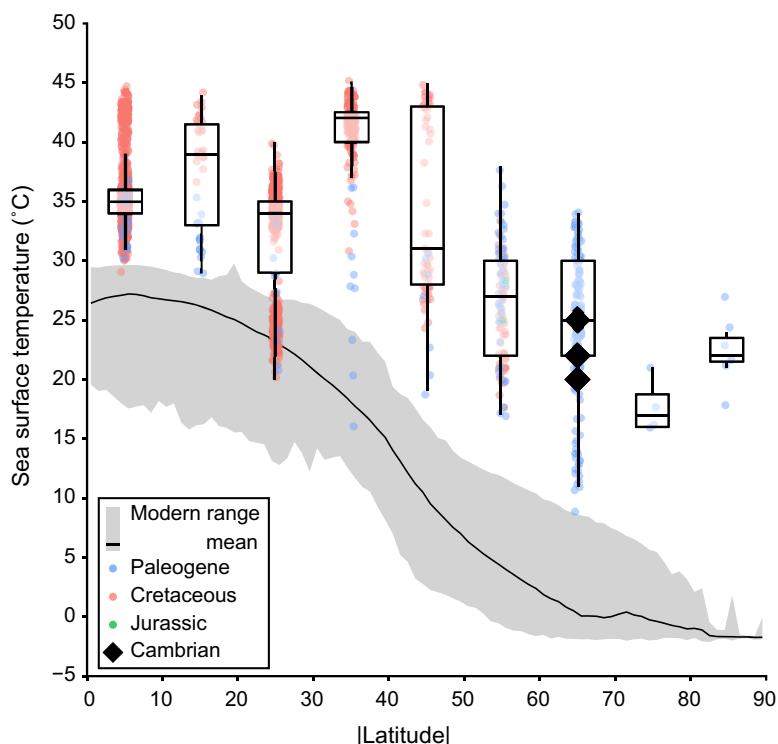 50
45
40
35
30
25
20
15
10
5
0
−5
Sea surface temperature (˚C)
Modern range
mean
Paleogene
Cretaceous
Jurassic
Cambrian
0 10 20 30 40 50 60 70 80 90
|Latitude|